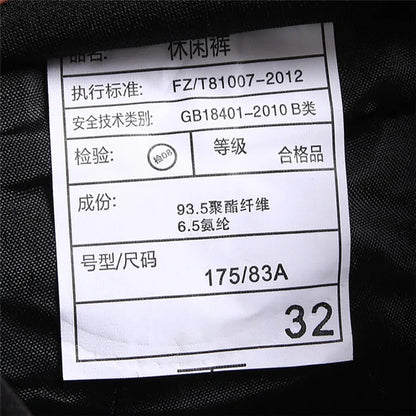 品名: 休闲裤
执行标准: FZ/T81007-2012
安全技术类别: GB18401-2010 B类
检验: 检08 等级 合格品
成份: 93.5聚酯纤维
6.5氨纶
号型/尺码 175/83A
32